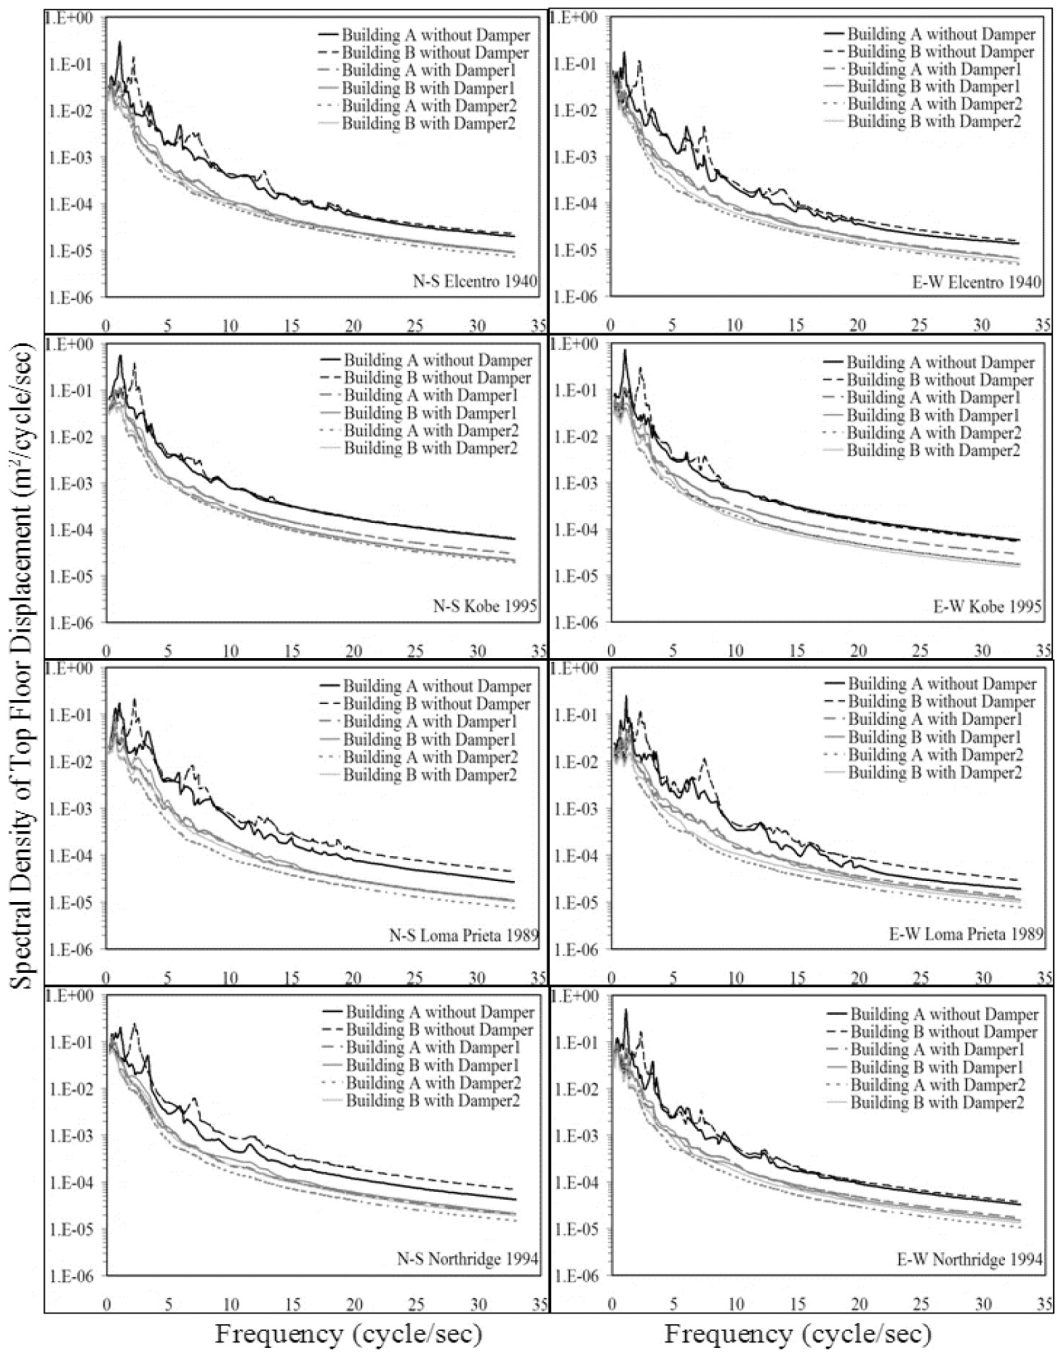 Spectral Density of Top Floor Displacement (m²/cycle/sec)
1.E+00
1.E-01
1.E-02
1.E-03
1.E-04
1.E-05
1.E-06
Building A without Damper
Building B without Damper
Building A with Damper1
Building B with Damper1
Building A with Damper2
Building B with Damper2
N-S Elcentro 1940
0 5 10 15 20 25 30 35
1.E+00
1.E-01
1.E-02
1.E-03
1.E-04
1.E-05
1.E-06
Building A without Damper
Building B without Damper
Building A with Damper1
Building B with Damper1
Building A with Damper2
Building B with Damper2
E-W Elcentro 1940
0 5 10 15 20 25 30 35
1.E+00
1.E-01
1.E-02
1.E-03
1.E-04
1.E-05
1.E-06
Building A without Damper
Building B without Damper
Building A with Damper1
Building B with Damper1
Building A with Damper2
Building B with Damper2
N-S Kobe 1995
0 5 10 15 20 25 30 35
1.E+00
1.E-01
1.E-02
1.E-03
1.E-04
1.E-05
1.E-06
Building A without Damper
Building B without Damper
Building A with Damper1
Building B with Damper1
Building A with Damper2
Building B with Damper2
E-W Kobe 1995
0 5 10 15 20 25 30 35
1.E+00
1.E-01
1.E-02
1.E-03
1.E-04
1.E-05
1.E-06
Building A without Damper
Building B without Damper
Building A with Damper1
Building B with Damper1
Building A with Damper2
Building B with Damper2
N-S Loma Prieta 1989
0 5 10 15 20 25 30 35
1.E+00
1.E-01
1.E-02
1.E-03
1.E-04
1.E-05
1.E-06
Building A without Damper
Building B without Damper
Building A with Damper1
Building B with Damper1
Building A with Damper2
Building B with Damper2
E-W Loma Prieta 1989
0 5 10 15 20 25 30 35
1.E+00
1.E-01
1.E-02
1.E-03
1.E-04
1.E-05
1.E-06
Building A without Damper
Building B without Damper
Building A with Damper1
Building B with Damper1
Building A with Damper2
Building B with Damper2
N-S Northridge 1994
0 5 10 15 20 25 30 35
Frequency (cycle/sec)
1.E+00
1.E-01
1.E-02
1.E-03
1.E-04
1.E-05
1.E-06
Building A without Damper
Building B without Damper
Building A with Damper1
Building B with Damper1
Building A with Damper2
Building B with Damper2
E-W Northridge 1994
0 5 10 15 20 25 30 35
Frequency (cycle/sec)